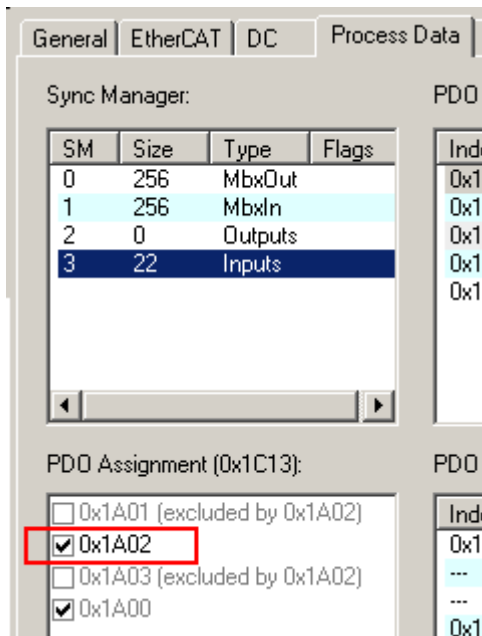 General EtherCAT DC Process Data
Sync Manager: PDO
SM Size Type Flags
0 256 MbxOut
1 256 MbxIn
2 0 Outputs
3 22 Inputs
PDO Assignment (0x1C13): PDO
0x1A01 (excluded by 0x1A02)
0x1A02
0x1A03 (excluded by 0x1A02)
0x1A00